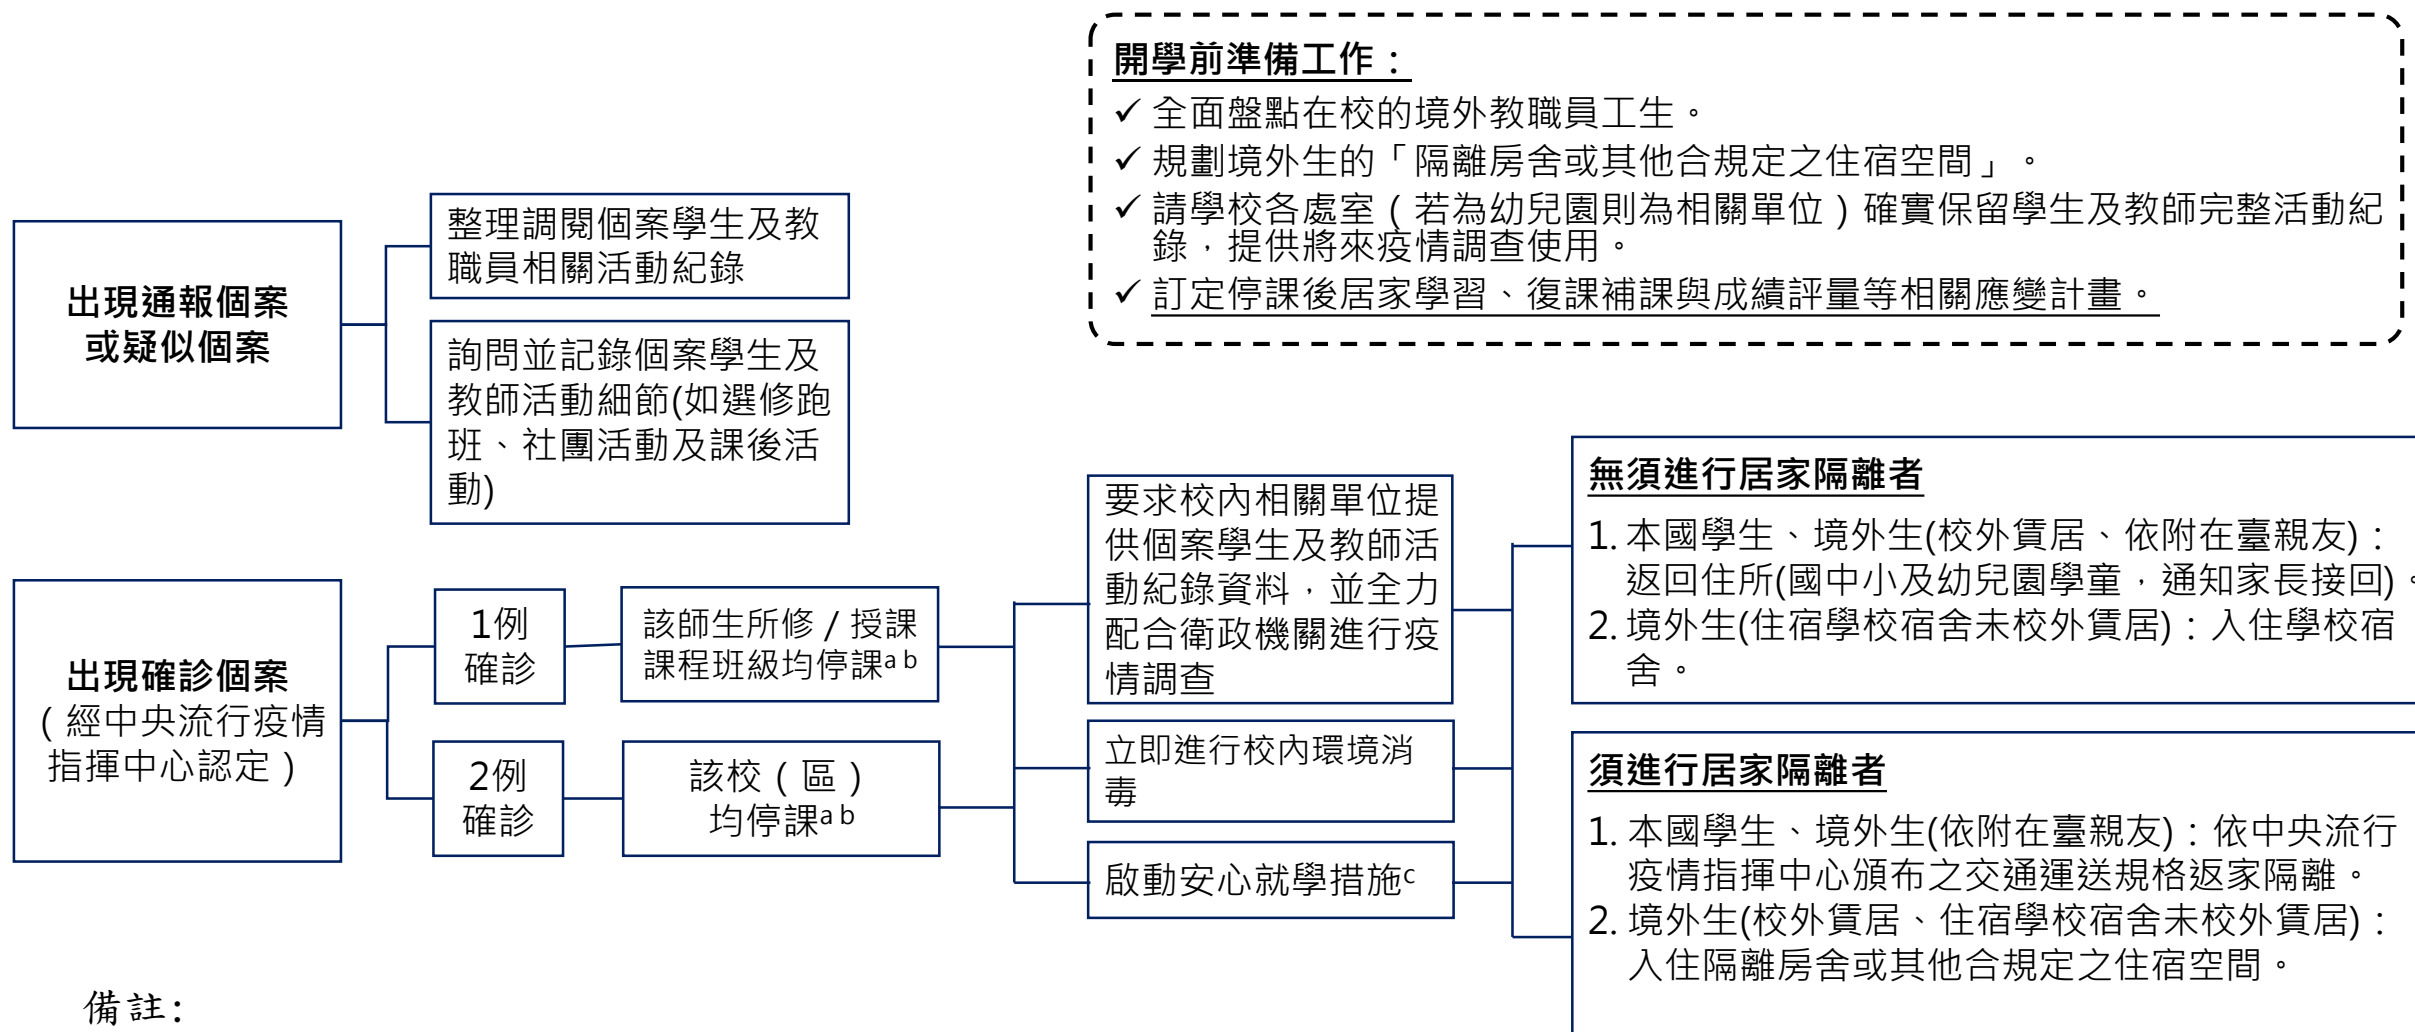 開學前準備工作：
✓ 全面盤點在校的境外教職員工生。
✓ 規劃境外生的「隔離房舍或其他合規定之住宿空間」。
✓ 請學校各處室（若為幼兒園則為相關單位）確實保留學生及教師完整活動紀
錄，提供將來疫情調查使用。
✓ 訂定停課後居家學習、復課補課與成績評量等相關應變計畫。
出現通報個案
或疑似個案
整理調閱個案學生及教
職員相關活動紀錄
詢問並記錄個案學生及
教師活動細節(如選修跑
班、社團活動及課後活
動)
出現確診個案
（經中央流行疫情
指揮中心認定）
1例
確診
該師生所修／授課
課程班級均停課a b
2例
確診
該校（區）
均停課a b
要求校內相關單位提
供個案學生及教師活
動紀錄資料，並全力
配合衛政機關進行疫
情調查
立即進行校內環境消
毒
啟動安心就學措施c
無須進行居家隔離者
1. 本國學生、境外生(校外賃居、依附在臺親友)：
返回住所(國中小及幼兒園學童，通知家長接回)。
2. 境外生(住宿學校宿舍未校外賃居)：入住學校宿
舍。
須進行居家隔離者
1. 本國學生、境外生(依附在臺親友)：依中央流行
疫情指揮中心頒布之交通運送規格返家隔離。
2. 境外生(校外賃居、住宿學校宿舍未校外賃居)：
入住隔離房舍或其他合規定之住宿空間。
備註: